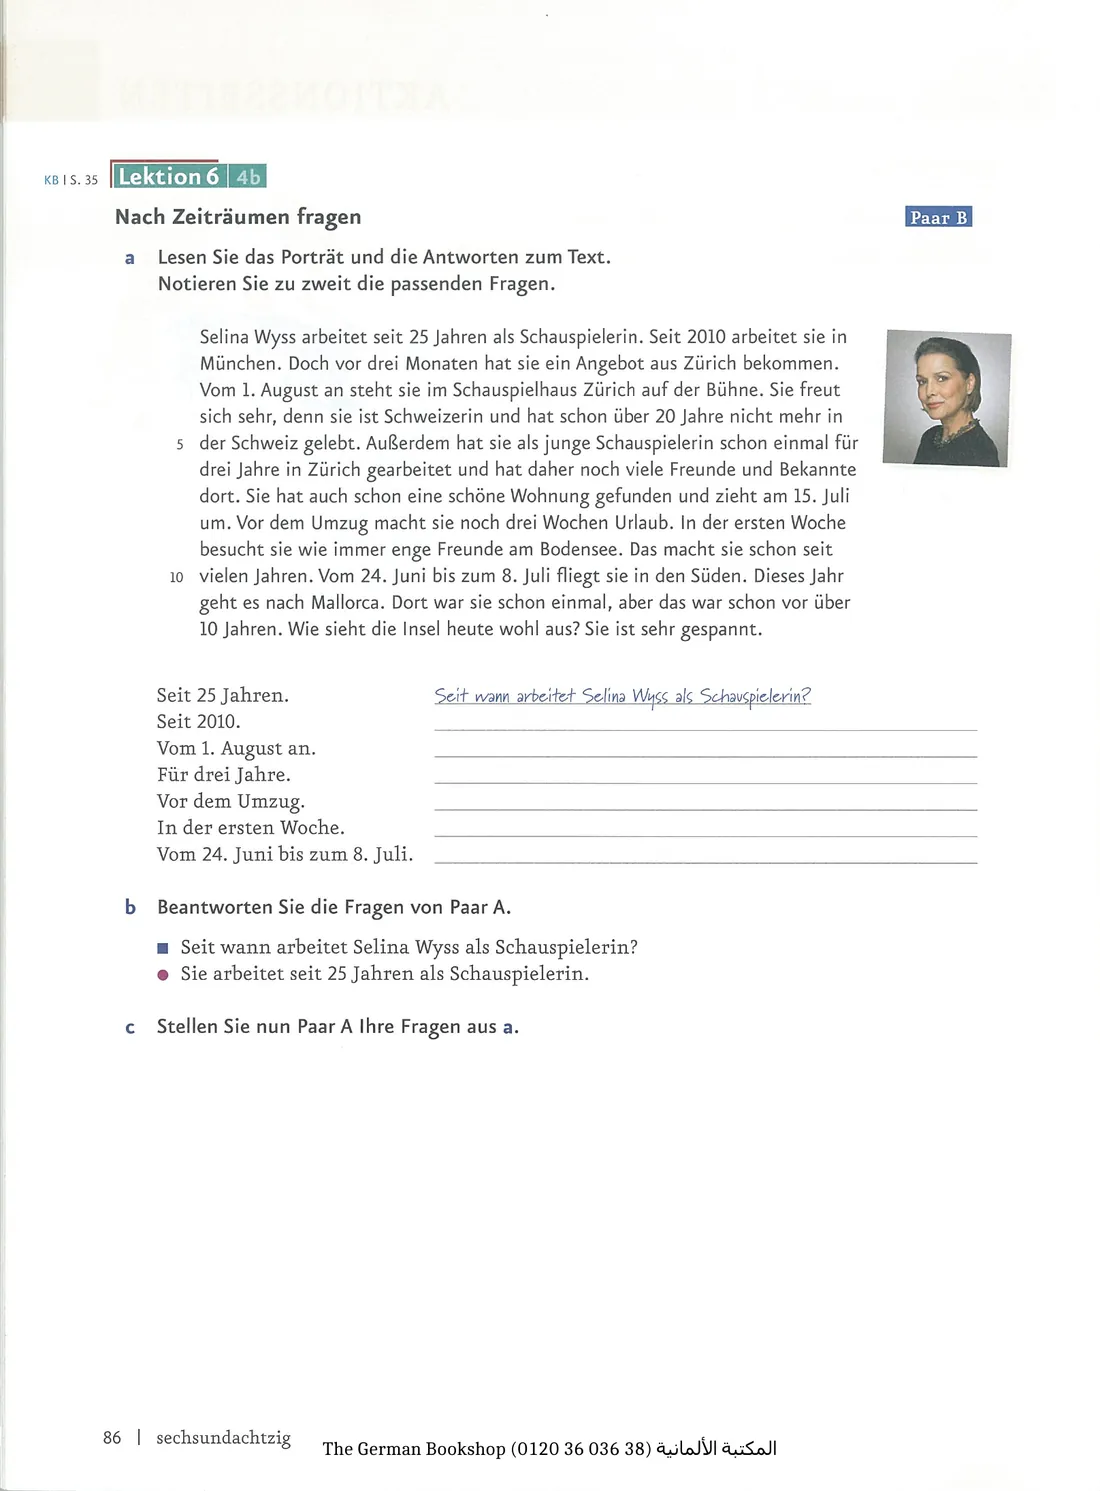 KB | S. 35 Lektion 6 | 4b
Nach Zeiträumen fragen
Paar B
a Lesen Sie das Porträt und die Antworten zum Text.
Notieren Sie zu zweit die passenden Fragen.
Selina Wyss arbeitet seit 25 Jahren als Schauspielerin. Seit 2010 arbeitet sie in
München. Doch vor drei Monaten hat sie ein Angebot aus Zürich bekommen.
Vom 1. August an steht sie im Schauspielhaus Zürich auf der Bühne. Sie freut
sich sehr, denn sie ist Schweizerin und hat schon über 20 Jahre nicht mehr in
5 der Schweiz gelebt. Außerdem hat sie als junge Schauspielerin schon einmal für
drei Jahre in Zürich gearbeitet und hat daher noch viele Freunde und Bekannte
dort. Sie hat auch schon eine schöne Wohnung gefunden und zieht am 15. Juli
um. Vor dem Umzug macht sie noch drei Wochen Urlaub. In der ersten Woche
besucht sie wie immer enge Freunde am Bodensee. Das macht sie schon seit
10 vielen Jahren. Vom 24. Juni bis zum 8. Juli fliegt sie in den Süden. Dieses Jahr
geht es nach Mallorca. Dort war sie schon einmal, aber das war schon vor über
10 Jahren. Wie sieht die Insel heute wohl aus? Sie ist sehr gespannt.
Seit 25 Jahren. Seit wann arbeitet Selina Wyss als Schauspielerin?
Seit 2010.
Vom 1. August an.
Für drei Jahre.
Vor dem Umzug.
In der ersten Woche.
Vom 24. Juni bis zum 8. Juli.
b Beantworten Sie die Fragen von Paar A.
■ Seit wann arbeitet Selina Wyss als Schauspielerin?
● Sie arbeitet seit 25 Jahren als Schauspielerin.
c Stellen Sie nun Paar A Ihre Fragen aus a.
86 | sechsundachtzig
The German Bookshop (0120 36 036 38) المكتبة الألمانية